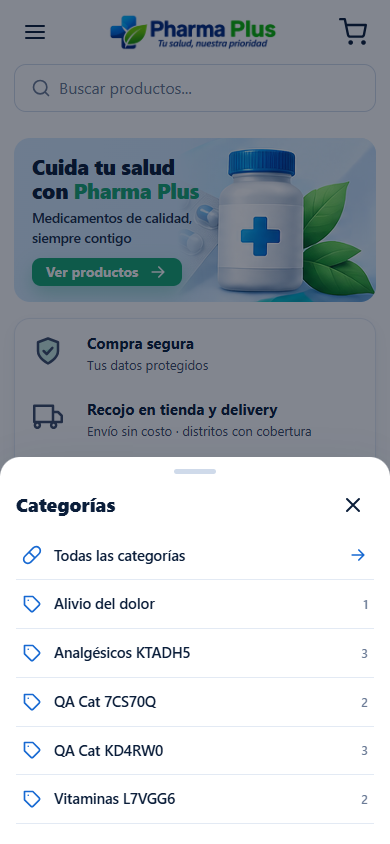 Pharma Plus
Tu salud, nuestra prioridad
Buscar productos...
Cuida tu salud
con Pharma Plus
Medicamentos de calidad,
siempre contigo
Ver productos
Compra segura
Tus datos protegidos
Recojo en tienda y delivery
Envío sin costo · distritos con cobertura
Categorías
Todas las categorías
Alivio del dolor 1
Analgésicos KTADH5 3
QA Cat 7CS70Q 2
QA Cat KD4RW0 3
Vitaminas L7VGG6 2